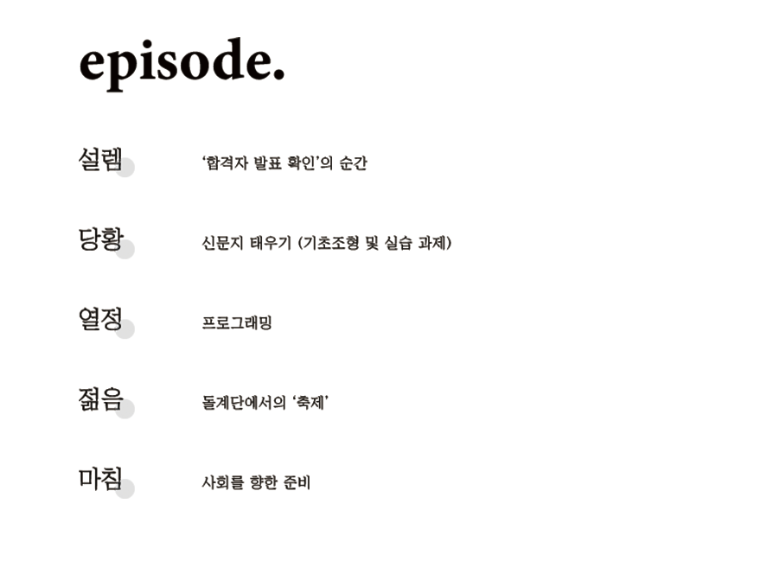 episode.
설렘 '합격자 발표 확인'의 순간
당황 신문지 태우기 (기초조형 및 실습 과제)
열정 프로그래밍
젊음 돌계단에서의 '축제'
마침 사회를 향한 준비